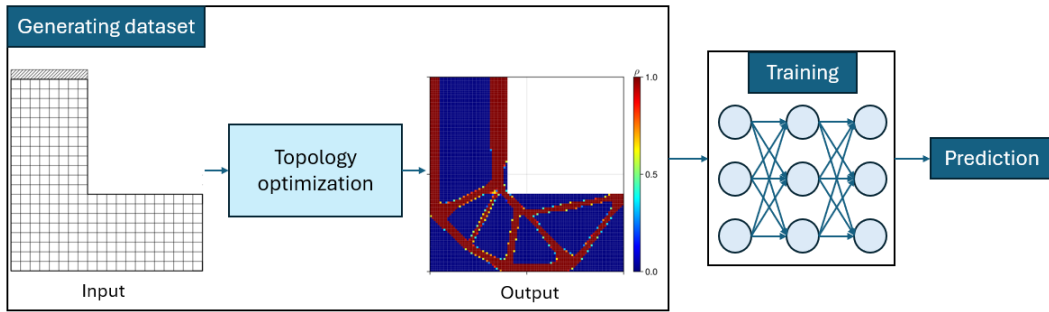 Generating dataset
Input
Topology
optimization
ρ
1.0
0.5
0.0
Output
Training
Prediction